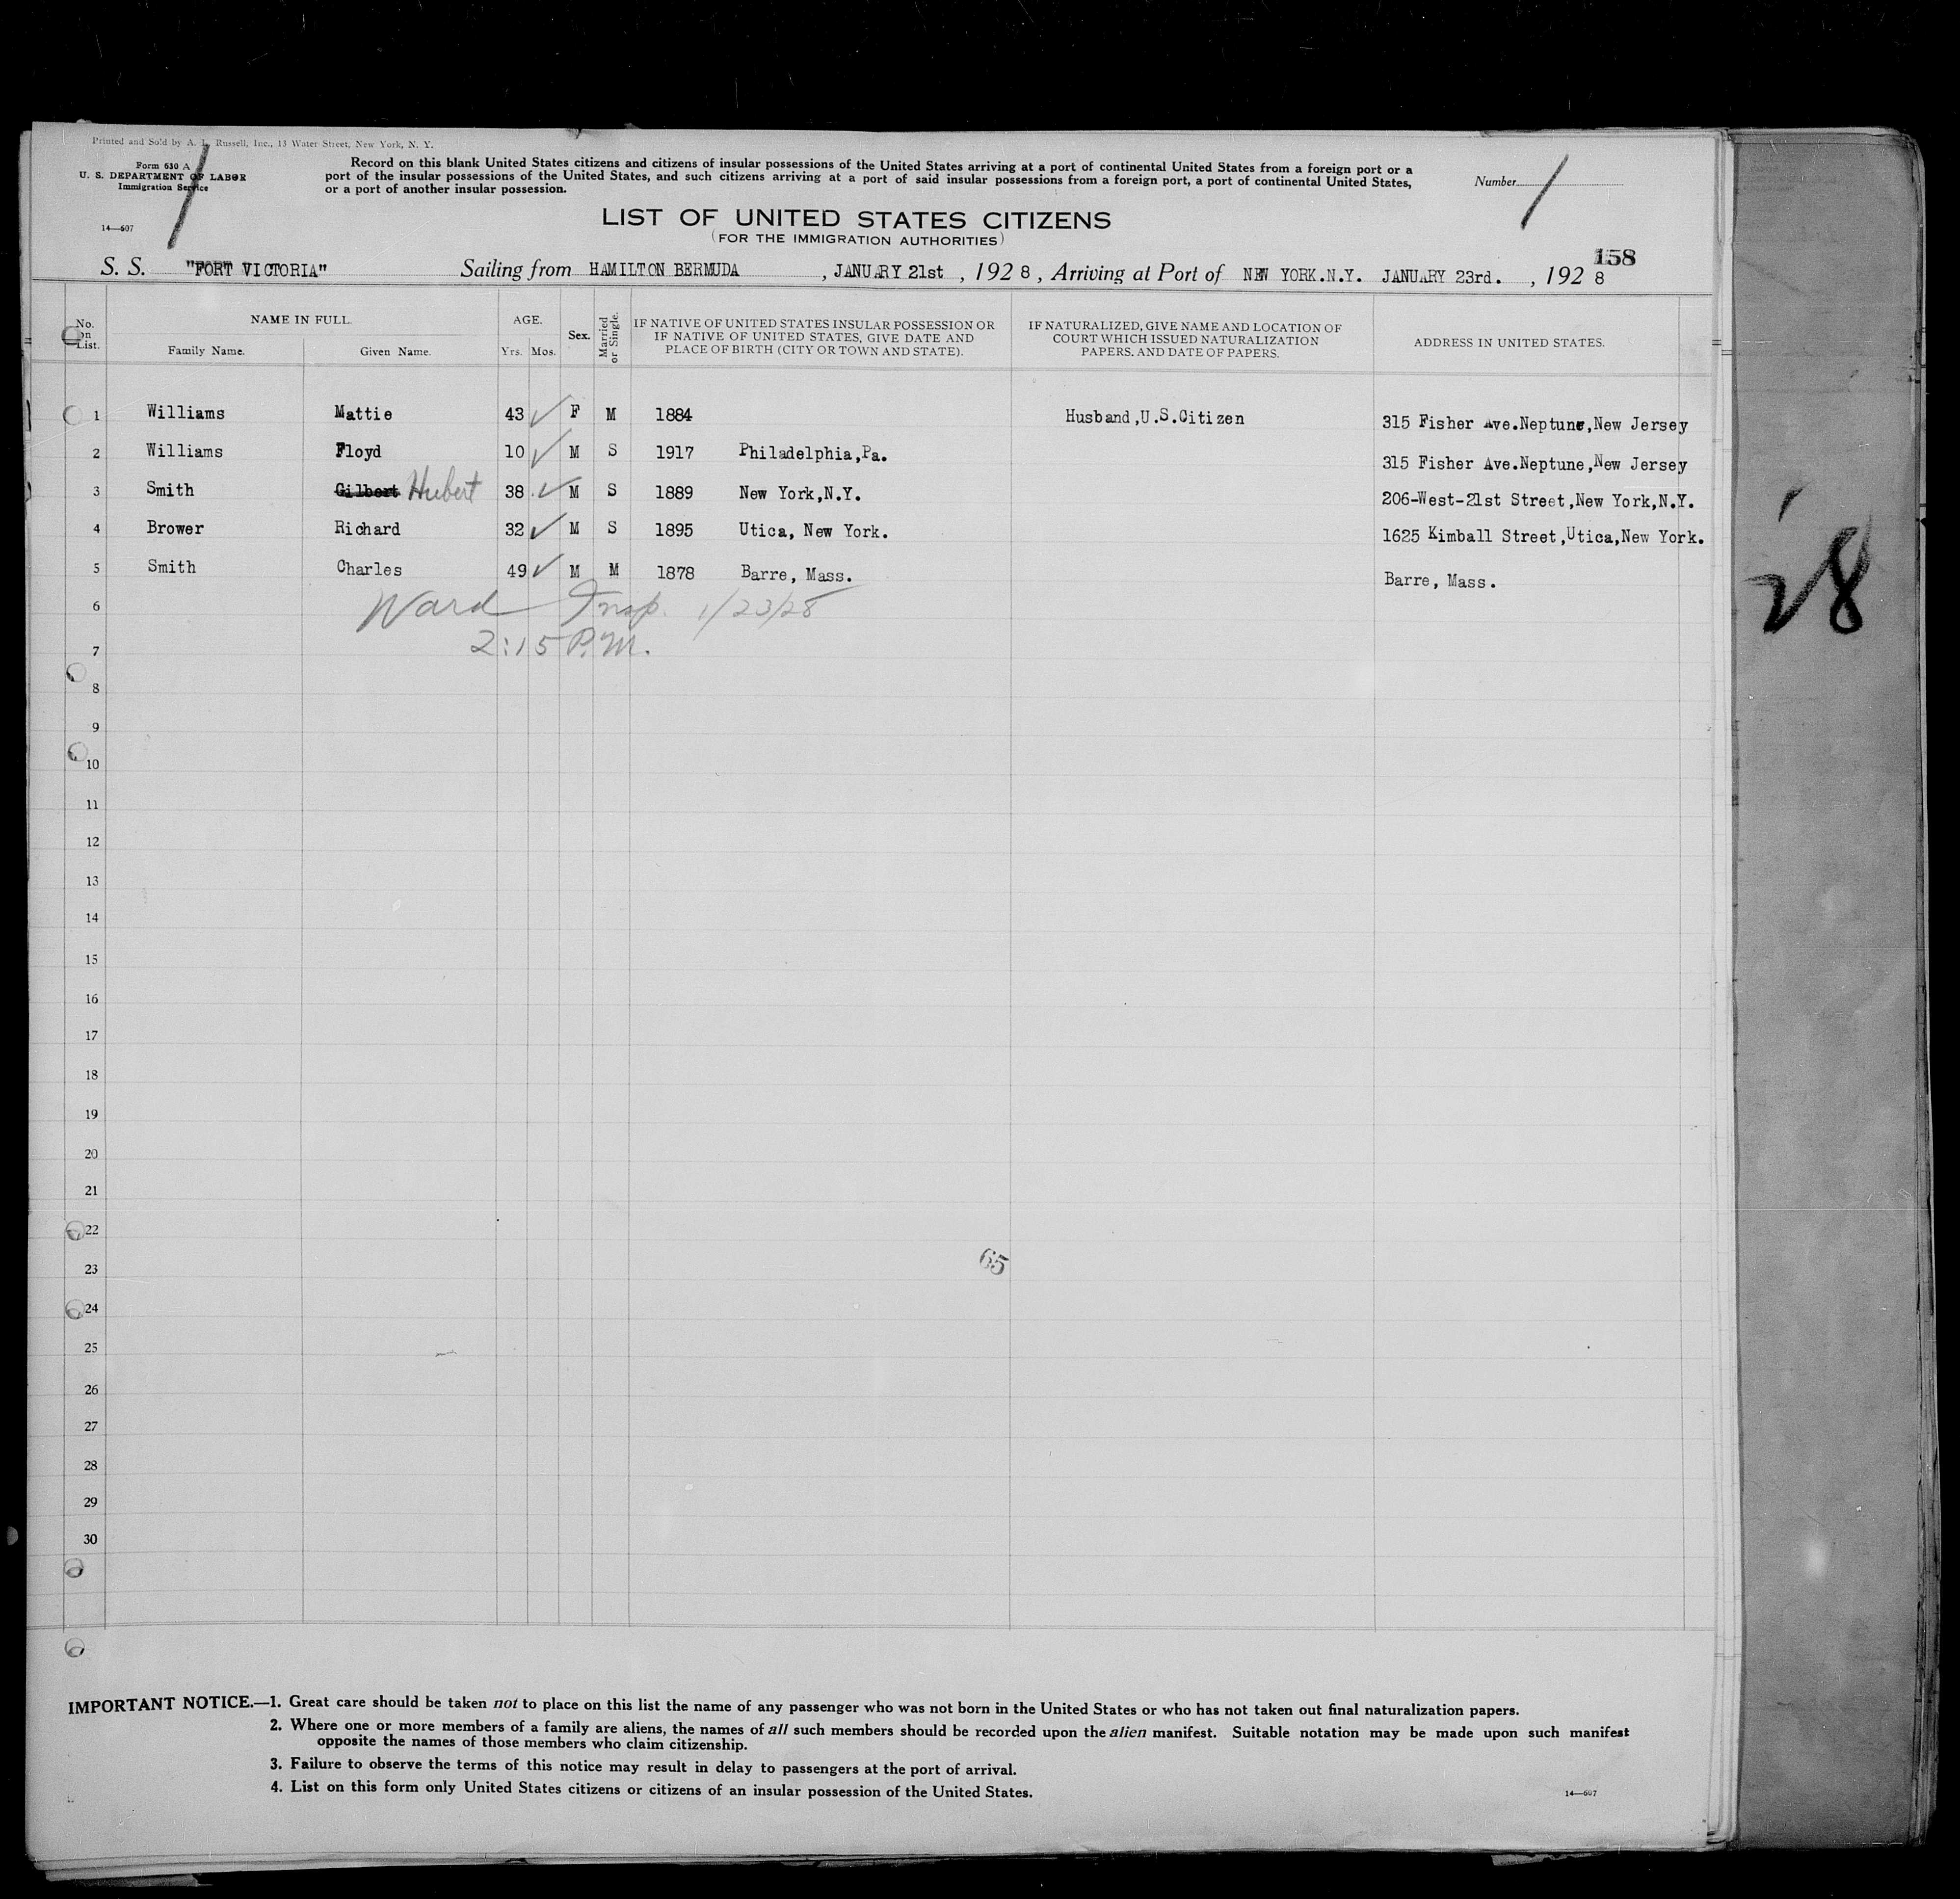 Printed and Sold by A. L. Russell, Inc., 13 Water Street, New York, N. Y.
Form 630 A
U. S. DEPARTMENT OF LABOR
Immigration Service
14—607
Record on this blank United States citizens and citizens of insular possessions of the United States arriving at a port of continental United States from a foreign port or a
port of the insular possessions of the United States, and such citizens arriving at a port of said insular possessions from a foreign port, a port of continental United States,
or a port of another insular possession.
Number 1
LIST OF UNITED STATES CITIZENS
(FOR THE IMMIGRATION AUTHORITIES)
158
S. S. "FORT VICTORIA" Sailing from HAMILTON BERMUDA, JANUARY 21st, 1928, Arriving at Port of NEW YORK.N.Y. JANUARY 23rd., 1928
No. on List. NAME IN FULL. Family Name. Given Name. AGE. Yrs. Mos. Sex. Married or Single.
IF NATIVE OF UNITED STATES INSULAR POSSESSION OR
IF NATIVE OF UNITED STATES, GIVE DATE AND
PLACE OF BIRTH (CITY OR TOWN AND STATE).
IF NATURALIZED, GIVE NAME AND LOCATION OF
COURT WHICH ISSUED NATURALIZATION
PAPERS, AND DATE OF PAPERS.
ADDRESS IN UNITED STATES.
1 Williams Mattie 43 F M 1884 Husband,U.S.Citizen 315 Fisher Ave.Neptune,New Jersey
2 Williams Floyd 10 M S 1917 Philadelphia,Pa. 315 Fisher Ave.Neptune,New Jersey
3 Smith Gilbert Hubert 38 M S 1889 New York,N.Y. 206-West-21st Street,New York,N.Y.
4 Brower Richard 32 M S 1895 Utica, New York. 1625 Kimball Street,Utica,New York.
5 Smith Charles 49 M M 1878 Barre, Mass. Barre, Mass.
6 Ward Insp. 1/23/28
7 2:15 P.M.
8
9
10
11
12
13
14
15
16
17
18
19
20
21
22
23
65
24
25
26
27
28
29
30
IMPORTANT NOTICE.—1. Great care should be taken not to place on this list the name of any passenger who was not born in the United States or who has not taken out final naturalization papers.
2. Where one or more members of a family are aliens, the names of all such members should be recorded upon the alien manifest. Suitable notation may be made upon such manifest
opposite the names of those members who claim citizenship.
3. Failure to observe the terms of this notice may result in delay to passengers at the port of arrival.
4. List on this form only United States citizens or citizens of an insular possession of the United States.
14—607
'28